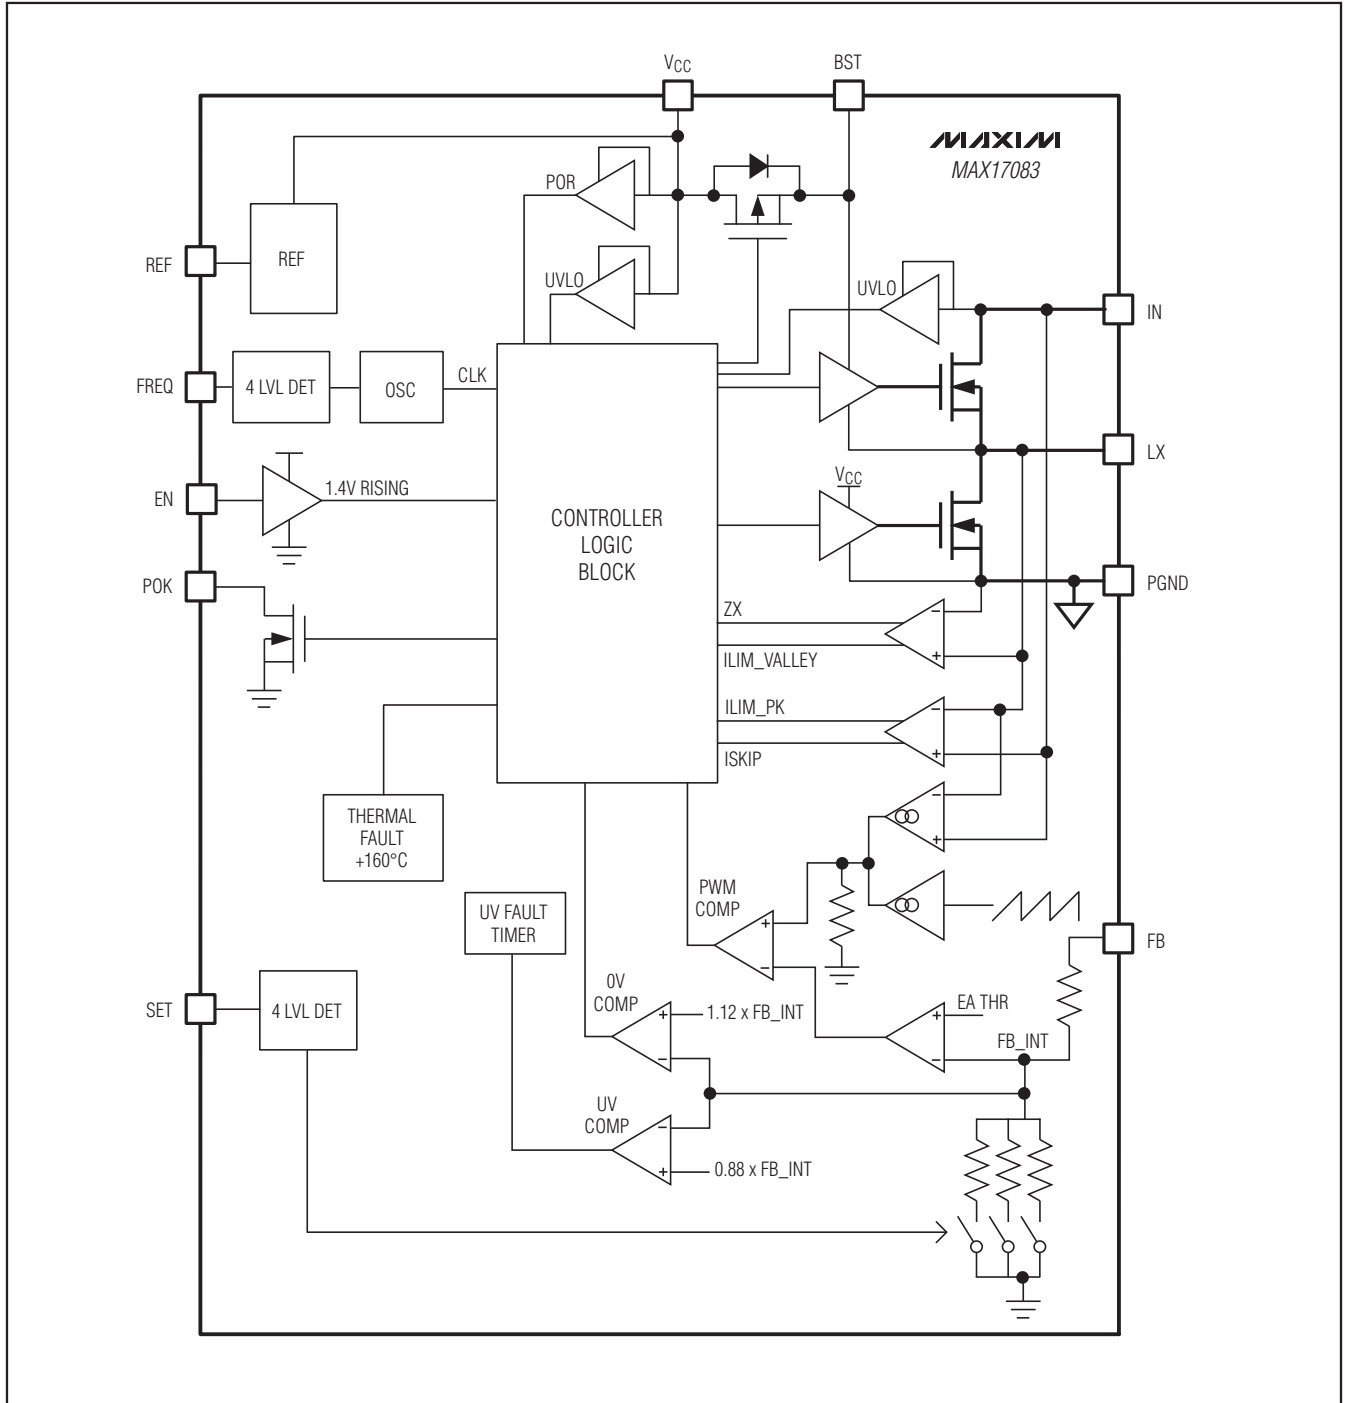 VCC
BST
MAXIM
MAX17083
POR
REF
REF
UVLO
UVLO
IN
FREQ
4 LVL DET
OSC
CLK
LX
EN
1.4V RISING
VCC
CONTROLLER
LOGIC
BLOCK
POK
PGND
ZX
−
+
ILIM_VALLEY
ILIM_PK
−
+
ISKIP
THERMAL
FAULT
+160°C
−
+
PWM
COMP
UV FAULT
TIMER
+
−
FB
SET
4 LVL DET
0V
COMP
+
1.12 x FB_INT
−
EA THR
+
−
FB_INT
UV
COMP
−
+
0.88 x FB_INT